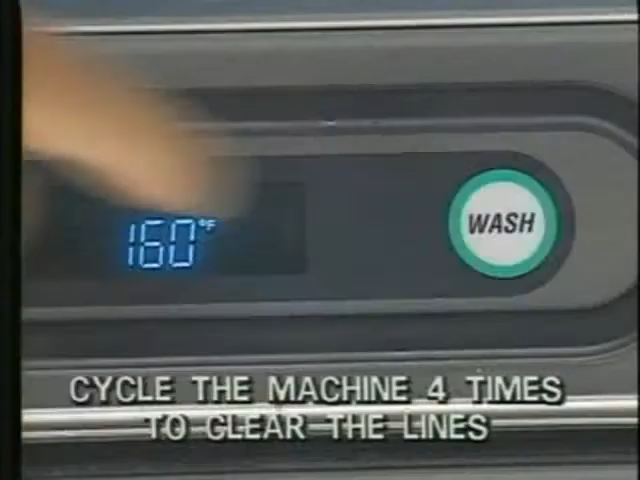 160°F
WASH
CYCLE THE MACHINE 4 TIMES
TO CLEAR THE LINES